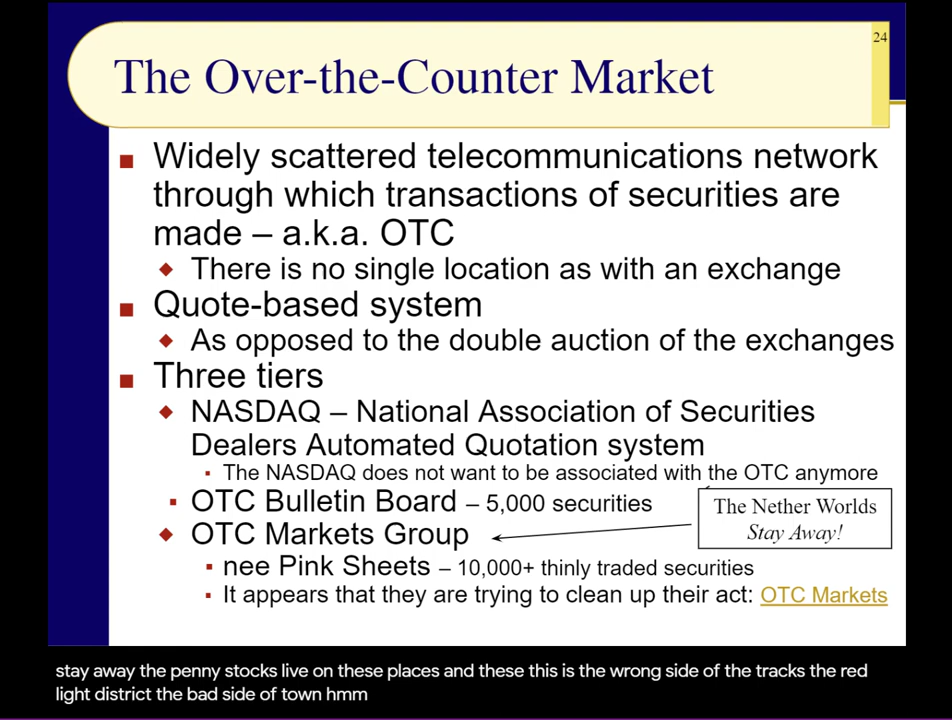 24
The Over-the-Counter Market
Widely scattered telecommunications network
through which transactions of securities are
made – a.k.a. OTC
There is no single location as with an exchange
Quote-based system
As opposed to the double auction of the exchanges
Three tiers
NASDAQ – National Association of Securities
Dealers Automated Quotation system
The NASDAQ does not want to be associated with the OTC anymore
OTC Bulletin Board – 5,000 securities
The Nether Worlds
Stay Away!
OTC Markets Group
nee Pink Sheets – 10,000+ thinly traded securities
It appears that they are trying to clean up their act: OTC Markets
stay away the penny stocks live on these places and these this is the wrong side of the tracks the red
light district the bad side of town hmm